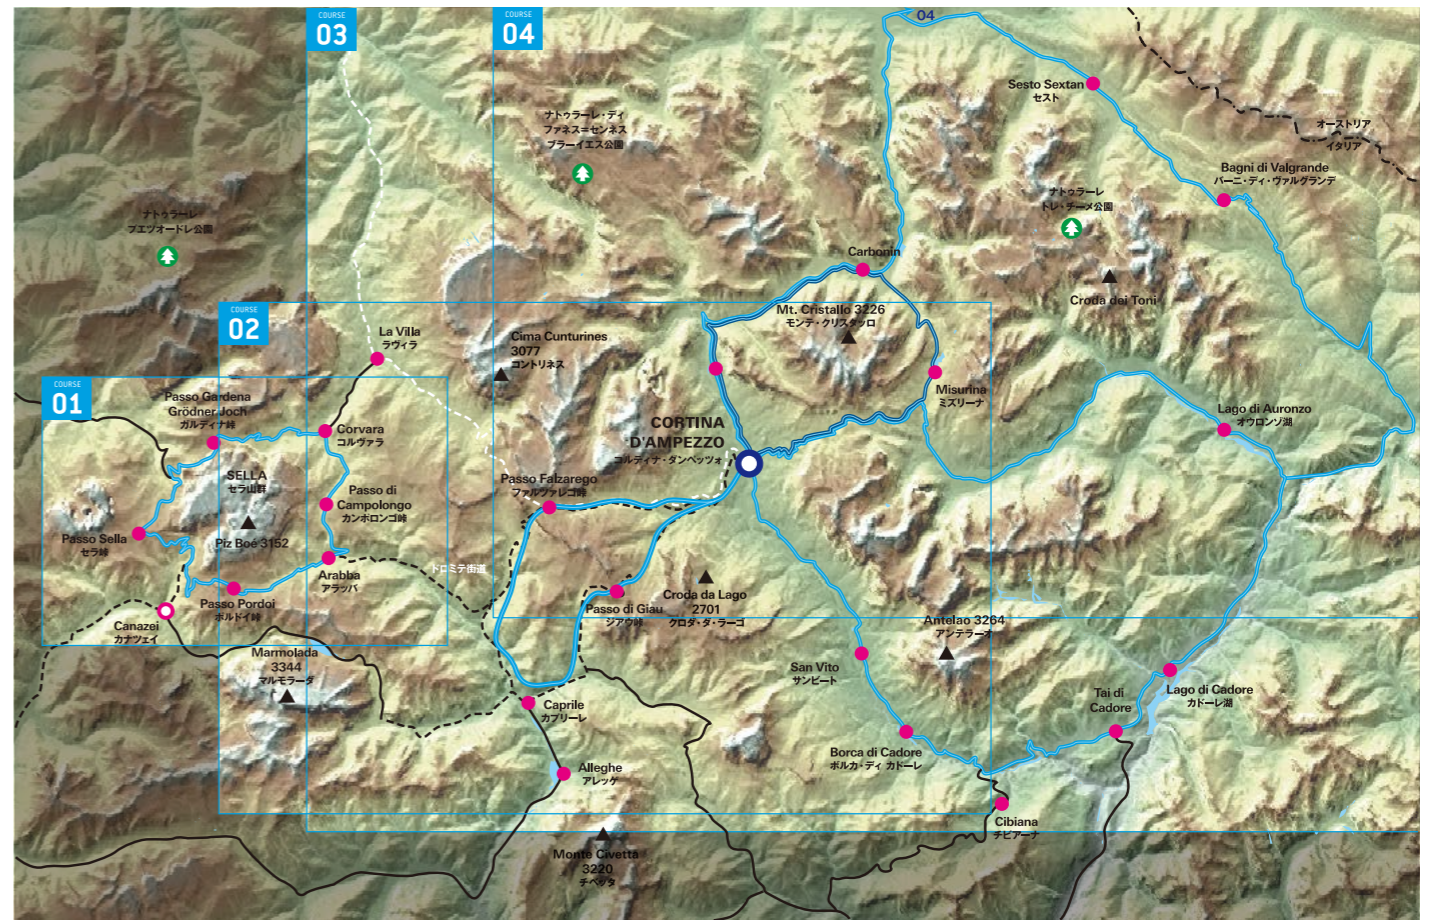 COURSE
01
COURSE
02
COURSE
03
COURSE
04
04
Sesto Sextan
セスト
オーストリア
イタリア
Bagni di Valgrande
バーニ・ディ・ヴァルグランデ
ナトゥラーレ・ディ
ファネス＝センネス
ブラーイエス公園
ナトゥラーレ
トレ・チーメ公園
ナトゥラーレ
プエツオードレ公園
Carbonin
Croda dei Toni
Mt. Cristallo 3226
モンテ・クリスタッロ
La Villa
ラヴィラ
Cima Cunturines
3077
コントリネス
Misurina
ミズリーナ
Passo Gardena
Grödner Joch
ガルディナ峠
Corvara
コルヴァラ
CORTINA
D'AMPEZZO
コルティナ・ダンペッツォ
Lago di Auronzo
オウロンゾ湖
SELLA
セラ山群
Passo di
Campolongo
カンポロンゴ峠
Passo Falzarego
ファルツァレゴ峠
Passo Sella
セラ峠
Piz Boé 3152
Arabba
アラッバ
ドロミテ街道
Passo Pordoi
ポルドイ峠
Canazei
カナツェイ
Passo di Giau
ジアウ峠
Croda da Lago
2701
クロダ・ダ・ラーゴ
Antelao 3264
アンテラーオ
Marmolada
3344
マルモラーダ
San Vito
サンビート
Lago di Cadore
カドーレ湖
Tai di
Cadore
Caprile
カプリーレ
Borca di Cadore
ボルカ・ディ カドーレ
Alleghe
アレッゲ
Cibiana
チビアーナ
Monte Civetta
3220
チベッタ